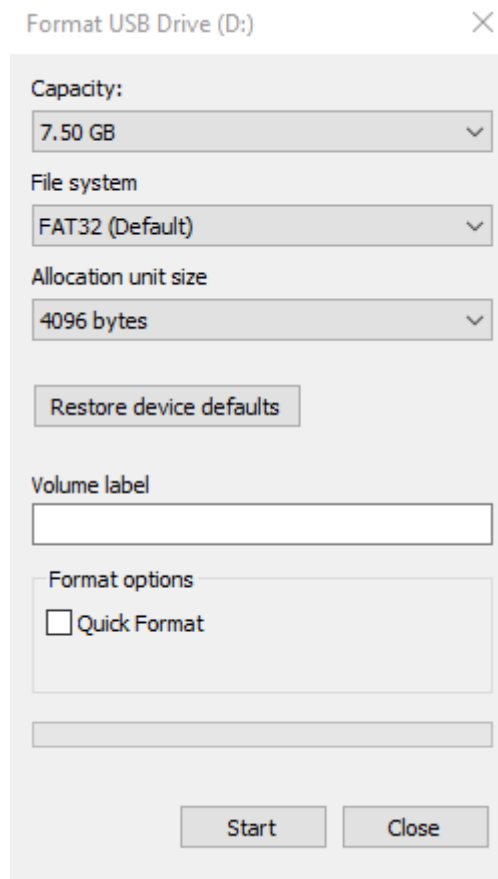 Format USB Drive (D:)
Capacity:
7.50 GB
File system
FAT32 (Default)
Allocation unit size
4096 bytes
Restore device defaults
Volume label
Format options
Quick Format
Start Close